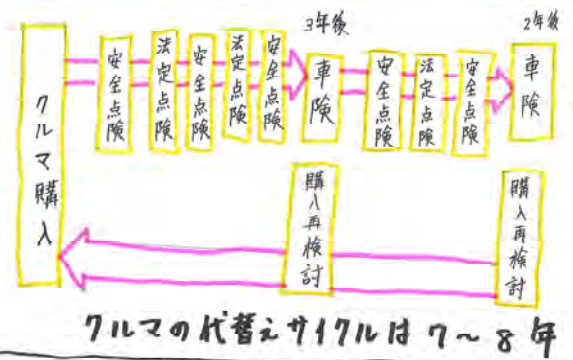 3年後
2年後
クルマ購入
安全点険
法定点険
安全点険
法定点険
安全点険
車険
安全点険
法定点険
安全点険
車険
購入再検討
購入再検討
クルマの代替えサイクルは7〜8年